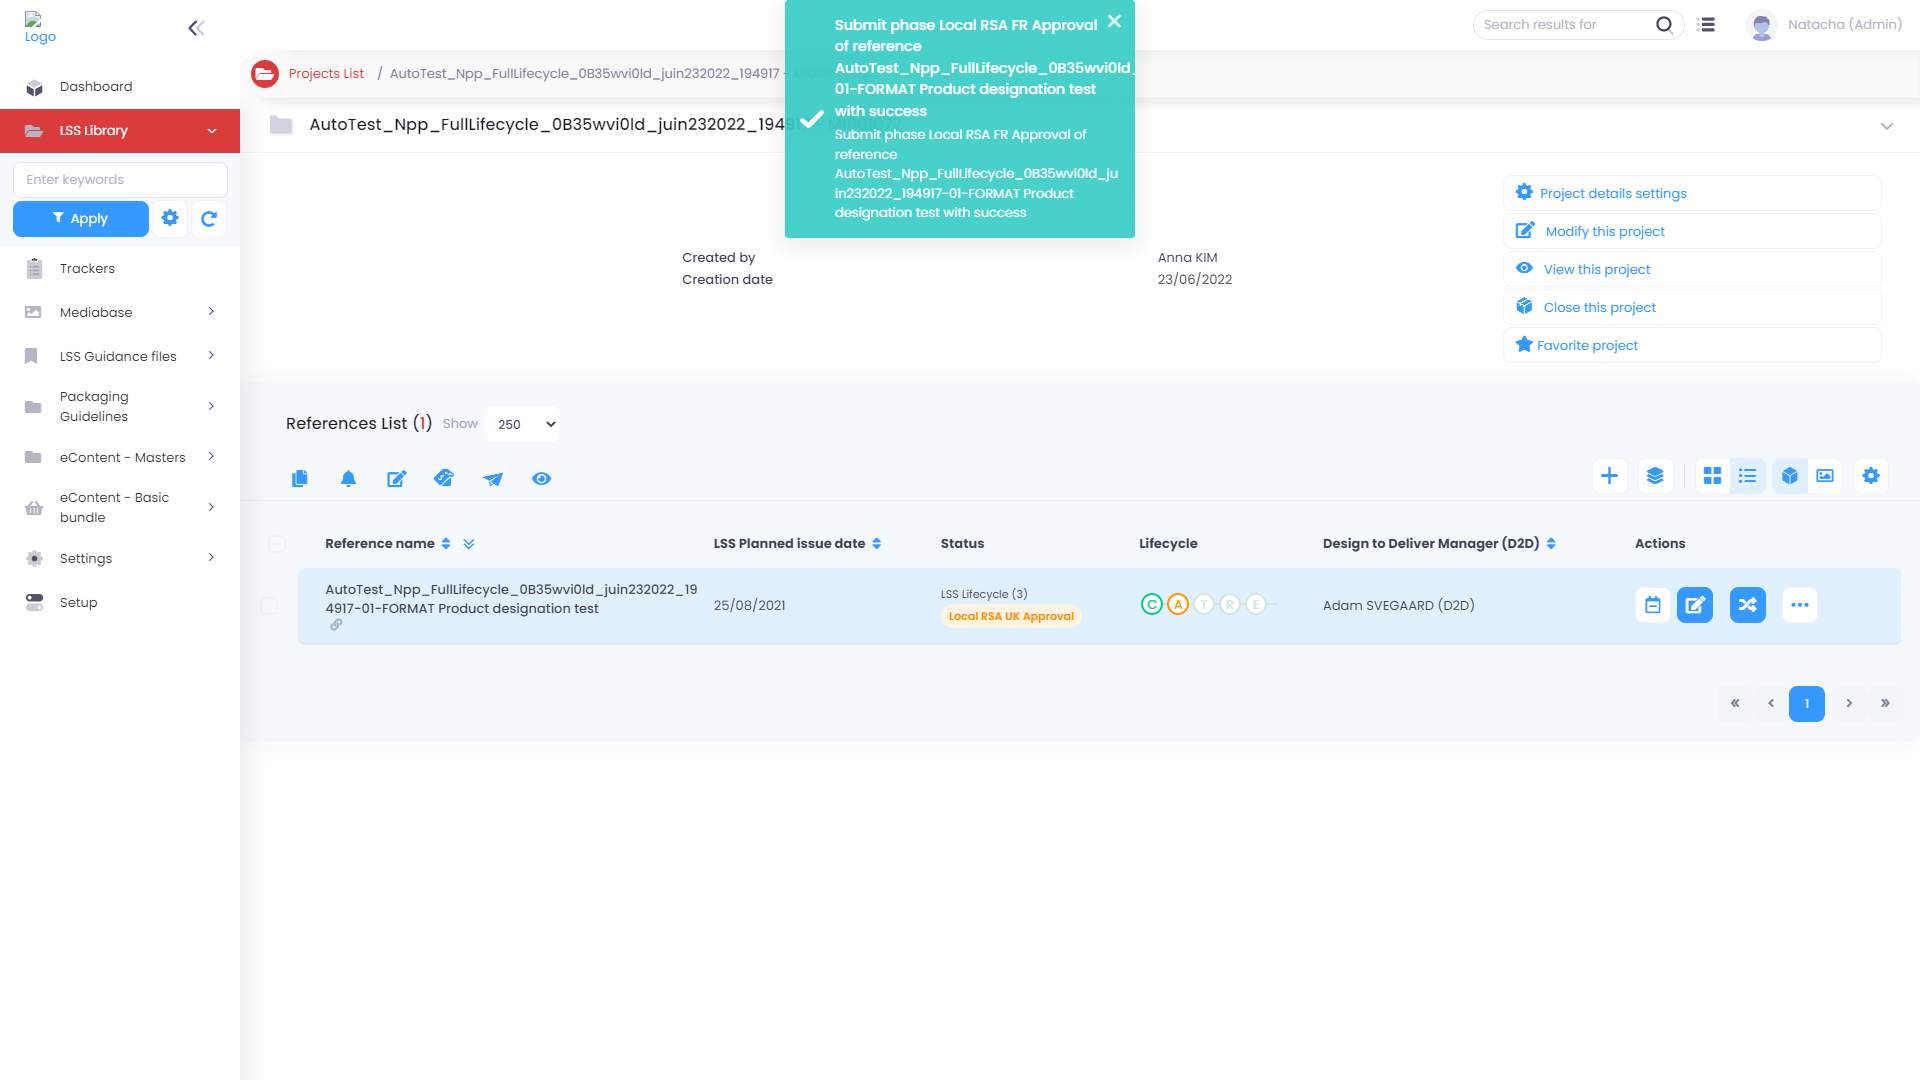 Logo
Search results for
Natacha (Admin)
Submit phase Local RSA FR Approval
of reference
AutoTest_Npp_FullLifecycle_0B35wvi0ld_
01-FORMAT Product designation test
with success
Submit phase Local RSA FR Approval of
reference
AutoTest_Npp_FullLifecycle_0B35wvi0ld_ju
in232022_194917-01-FORMAT Product
designation test with success
Projects List / AutoTest_Npp_FullLifecycle_0B35wvi0ld_juin232022_194917 -
AutoTest_Npp_FullLifecycle_0B35wvi0ld_juin232022_1949
Dashboard
LSS Library
Enter keywords
Apply
Trackers
Mediabase
LSS Guidance files
Packaging
Guidelines
eContent - Masters
eContent - Basic
bundle
Settings
Setup
Created by
Anna KIM
Creation date
23/06/2022
Project details settings
Modify this project
View this project
Close this project
Favorite project
References List (1) Show 250
Reference name
LSS Planned issue date
Status
Lifecycle
Design to Deliver Manager (D2D)
Actions
AutoTest_Npp_FullLifecycle_0B35wvi0ld_juin232022_19
4917-01-FORMAT Product designation test
25/08/2021
LSS Lifecycle (3)
Local RSA UK Approval
C A T R E
Adam SVEGAARD (D2D)
« ‹ 1 › »